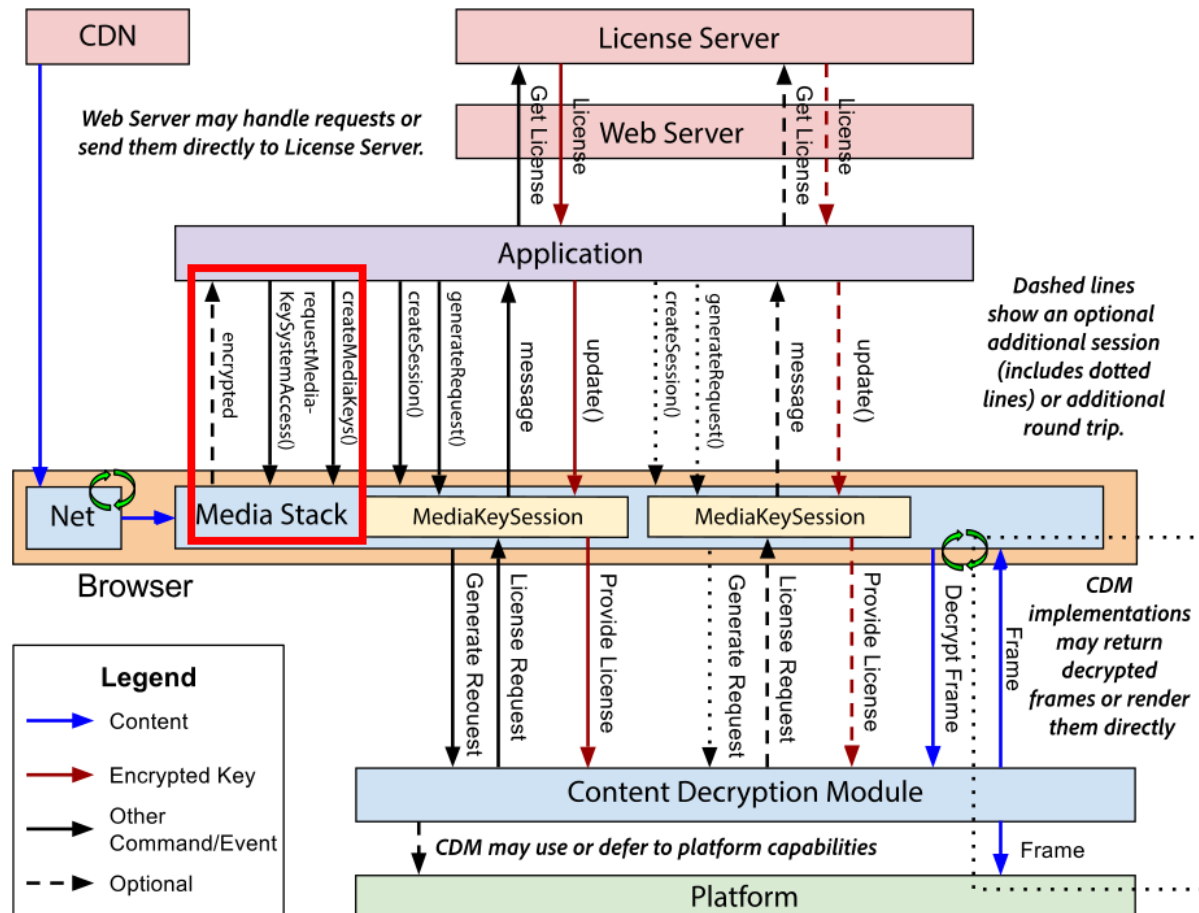 CDN
License Server
Web Server may handle requests or
send them directly to License Server.
Get License
License
Get License
License
Web Server
Application
encrypted
requestMedia-
KeySystemAccess()
createMediaKeys()
createSession()
generateRequest()
message
update()
createSession()
generateRequest()
message
update()
Dashed lines
show an optional
additional session
(includes dotted
lines) or additional
round trip.
Net
Media Stack
MediaKeySession
MediaKeySession
Browser
Generate Request
License Request
Provide License
Generate Request
License Request
Provide License
Decrypt Frame
Frame
CDM
implementations
may return
decrypted
frames or render
them directly
Legend
Content
Encrypted Key
Other
Command/Event
Optional
Content Decryption Module
CDM may use or defer to platform capabilities
Frame
Platform